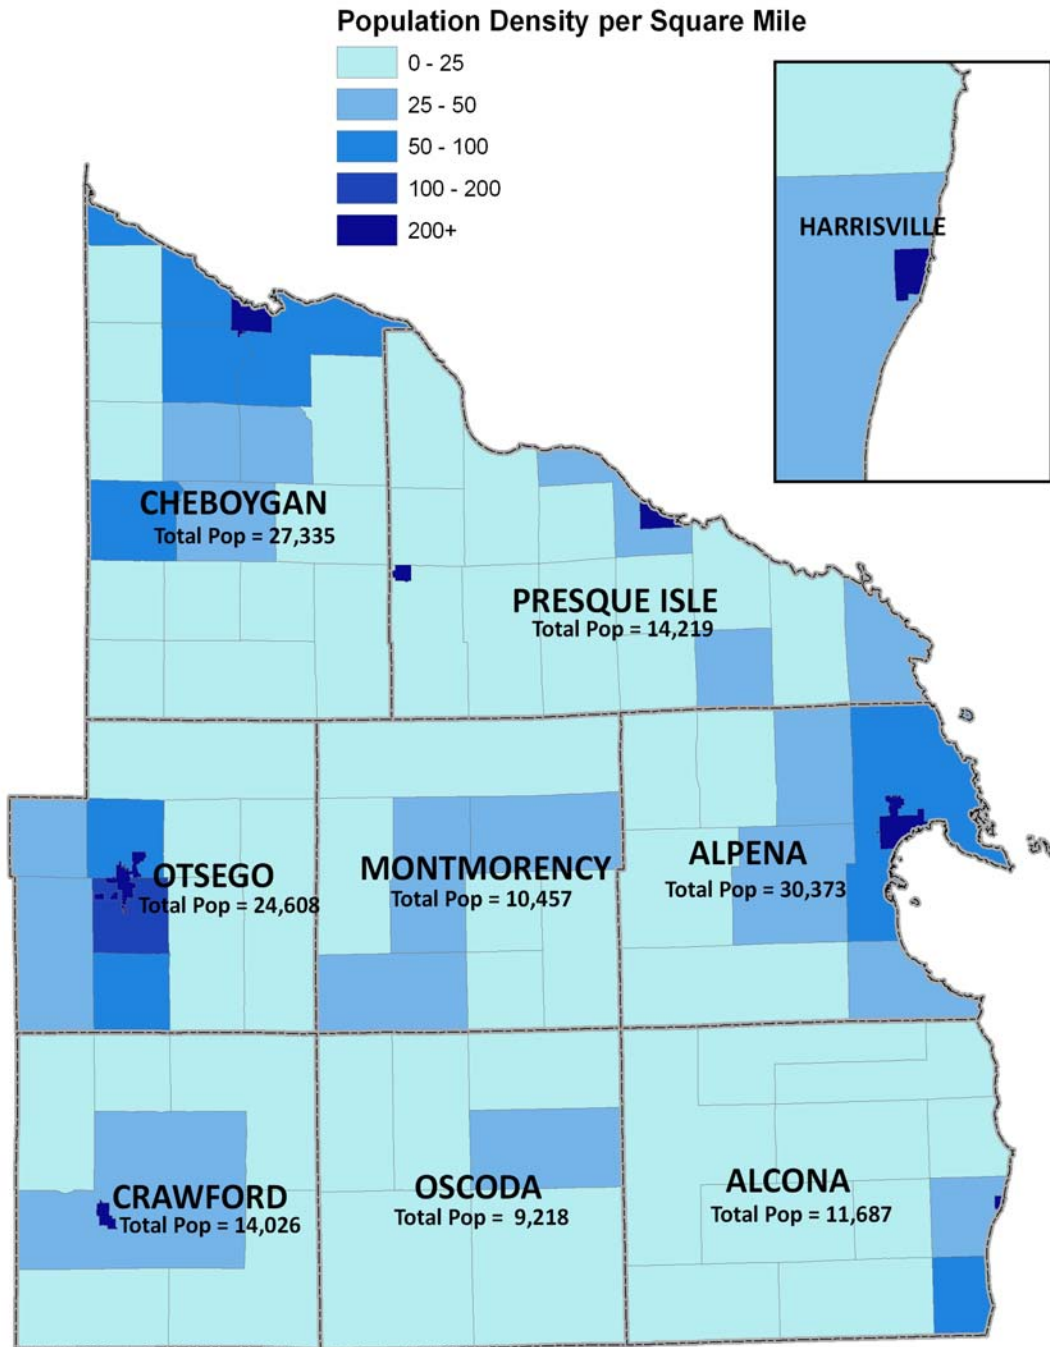 Population Density per Square Mile
0 - 25
25 - 50
50 - 100
100 - 200
200+
HARRISVILLE
CHEBOYGAN
Total Pop = 27,335
PRESQUE ISLE
Total Pop = 14,219
OTSEGO
Total Pop = 24,608
MONTMORENCY
Total Pop = 10,457
ALPENA
Total Pop = 30,373
CRAWFORD
Total Pop = 14,026
OSCODA
Total Pop = 9,218
ALCONA
Total Pop = 11,687